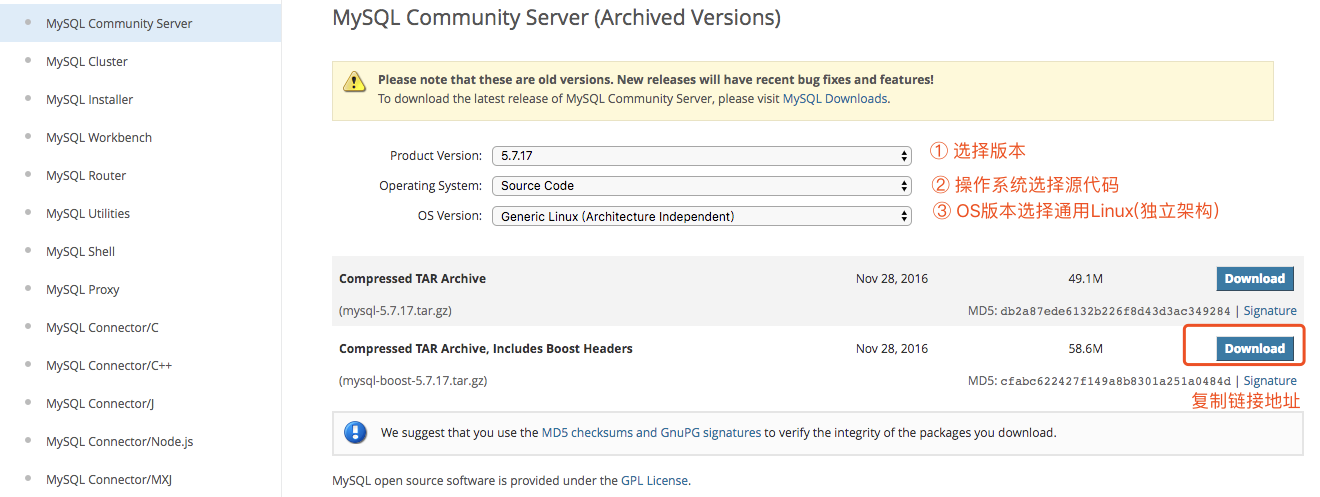 MySQL Community Server
MySQL Cluster
MySQL Installer
MySQL Workbench
MySQL Router
MySQL Utilities
MySQL Shell
MySQL Proxy
MySQL Connector/C
MySQL Connector/C++
MySQL Connector/J
MySQL Connector/Node.js
MySQL Connector/MXJ
MySQL Community Server (Archived Versions)
Please note that these are old versions. New releases will have recent bug fixes and features!
To download the latest release of MySQL Community Server, please visit MySQL Downloads.
Product Version: 5.7.17 ① 选择版本
Operating System: Source Code ② 操作系统选择源代码
OS Version: Generic Linux (Architecture Independent) ③ OS版本选择通用Linux(独立架构)
Compressed TAR Archive Nov 28, 2016 49.1M Download
(mysql-5.7.17.tar.gz) MD5: db2a87ede6132b226f8d43d3ac349284 | Signature
Compressed TAR Archive, Includes Boost Headers Nov 28, 2016 58.6M Download
(mysql-boost-5.7.17.tar.gz) MD5: cfabc622427f149a8b8301a251a0484d | Signature
复制链接地址
We suggest that you use the MD5 checksums and GnuPG signatures to verify the integrity of the packages you download.
MySQL open source software is provided under the GPL License.